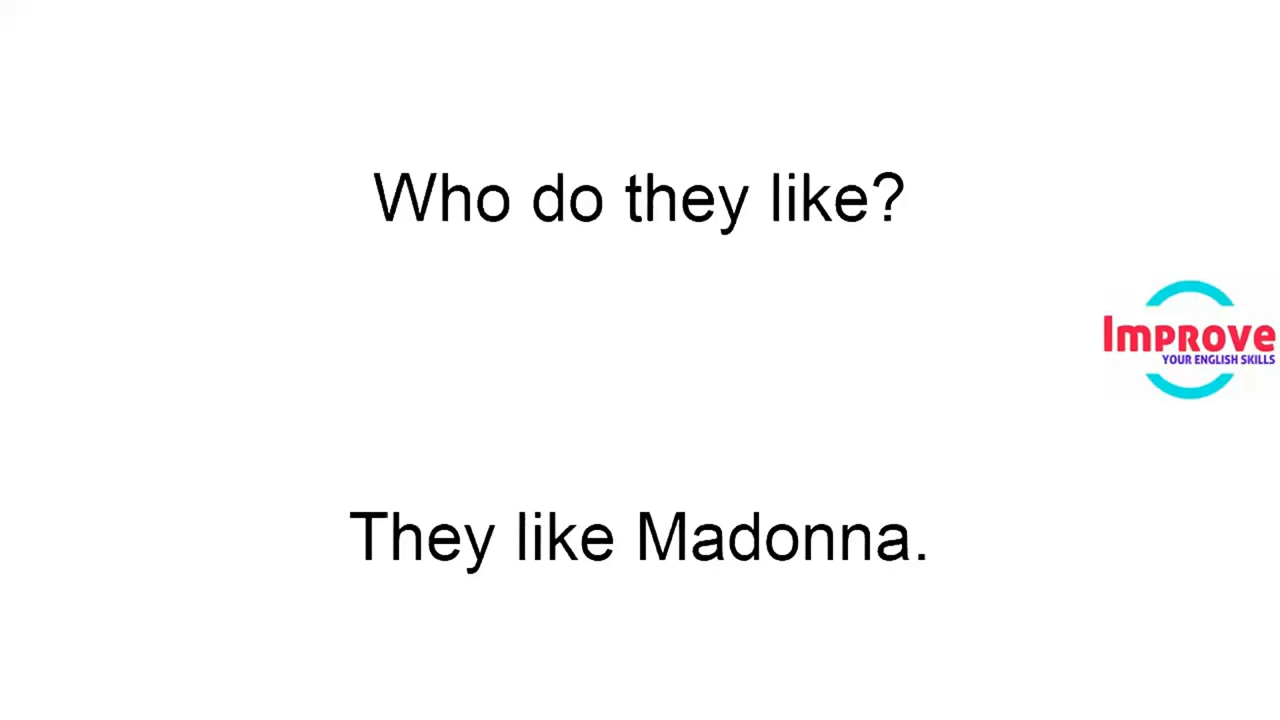 Who do they like?
Improve
YOUR ENGLISH SKILLS
They like Madonna.